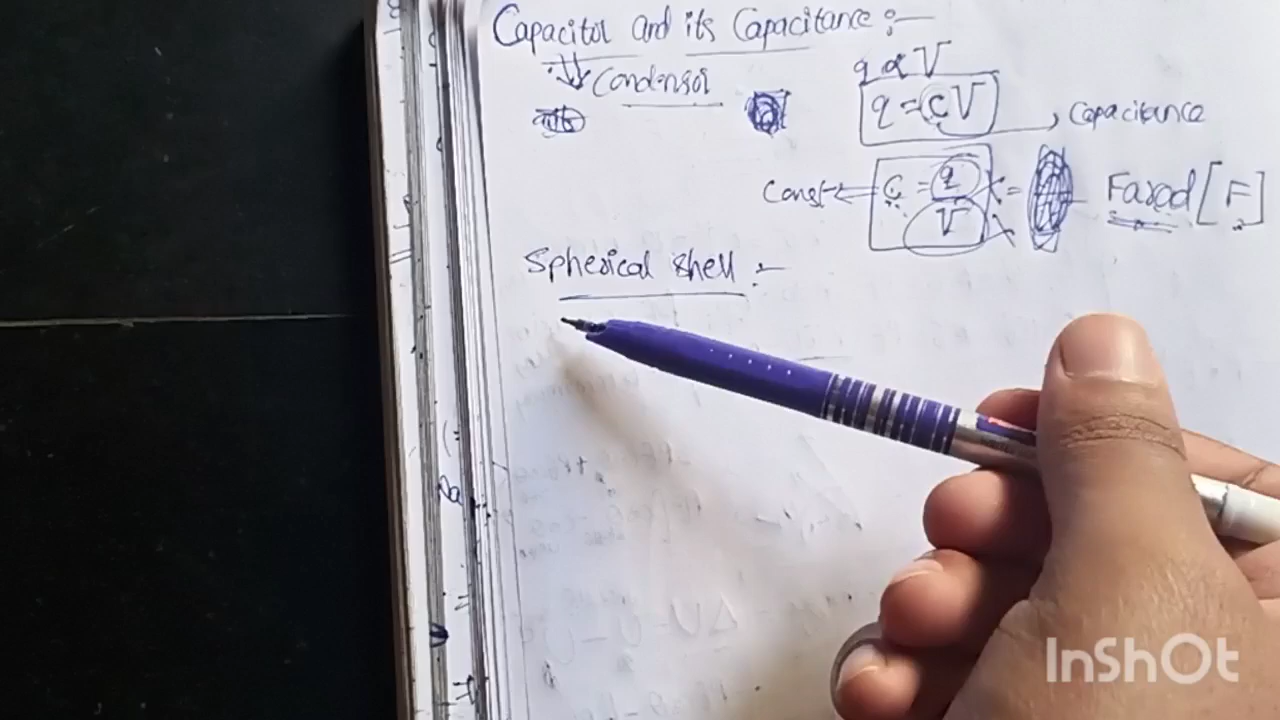 Capacitor and its Capacitance :-
Condensor
q α V
q = CV
Capacitance
Const
C = q
V
=
Farad [F]
Spherical shell :-
InShOt